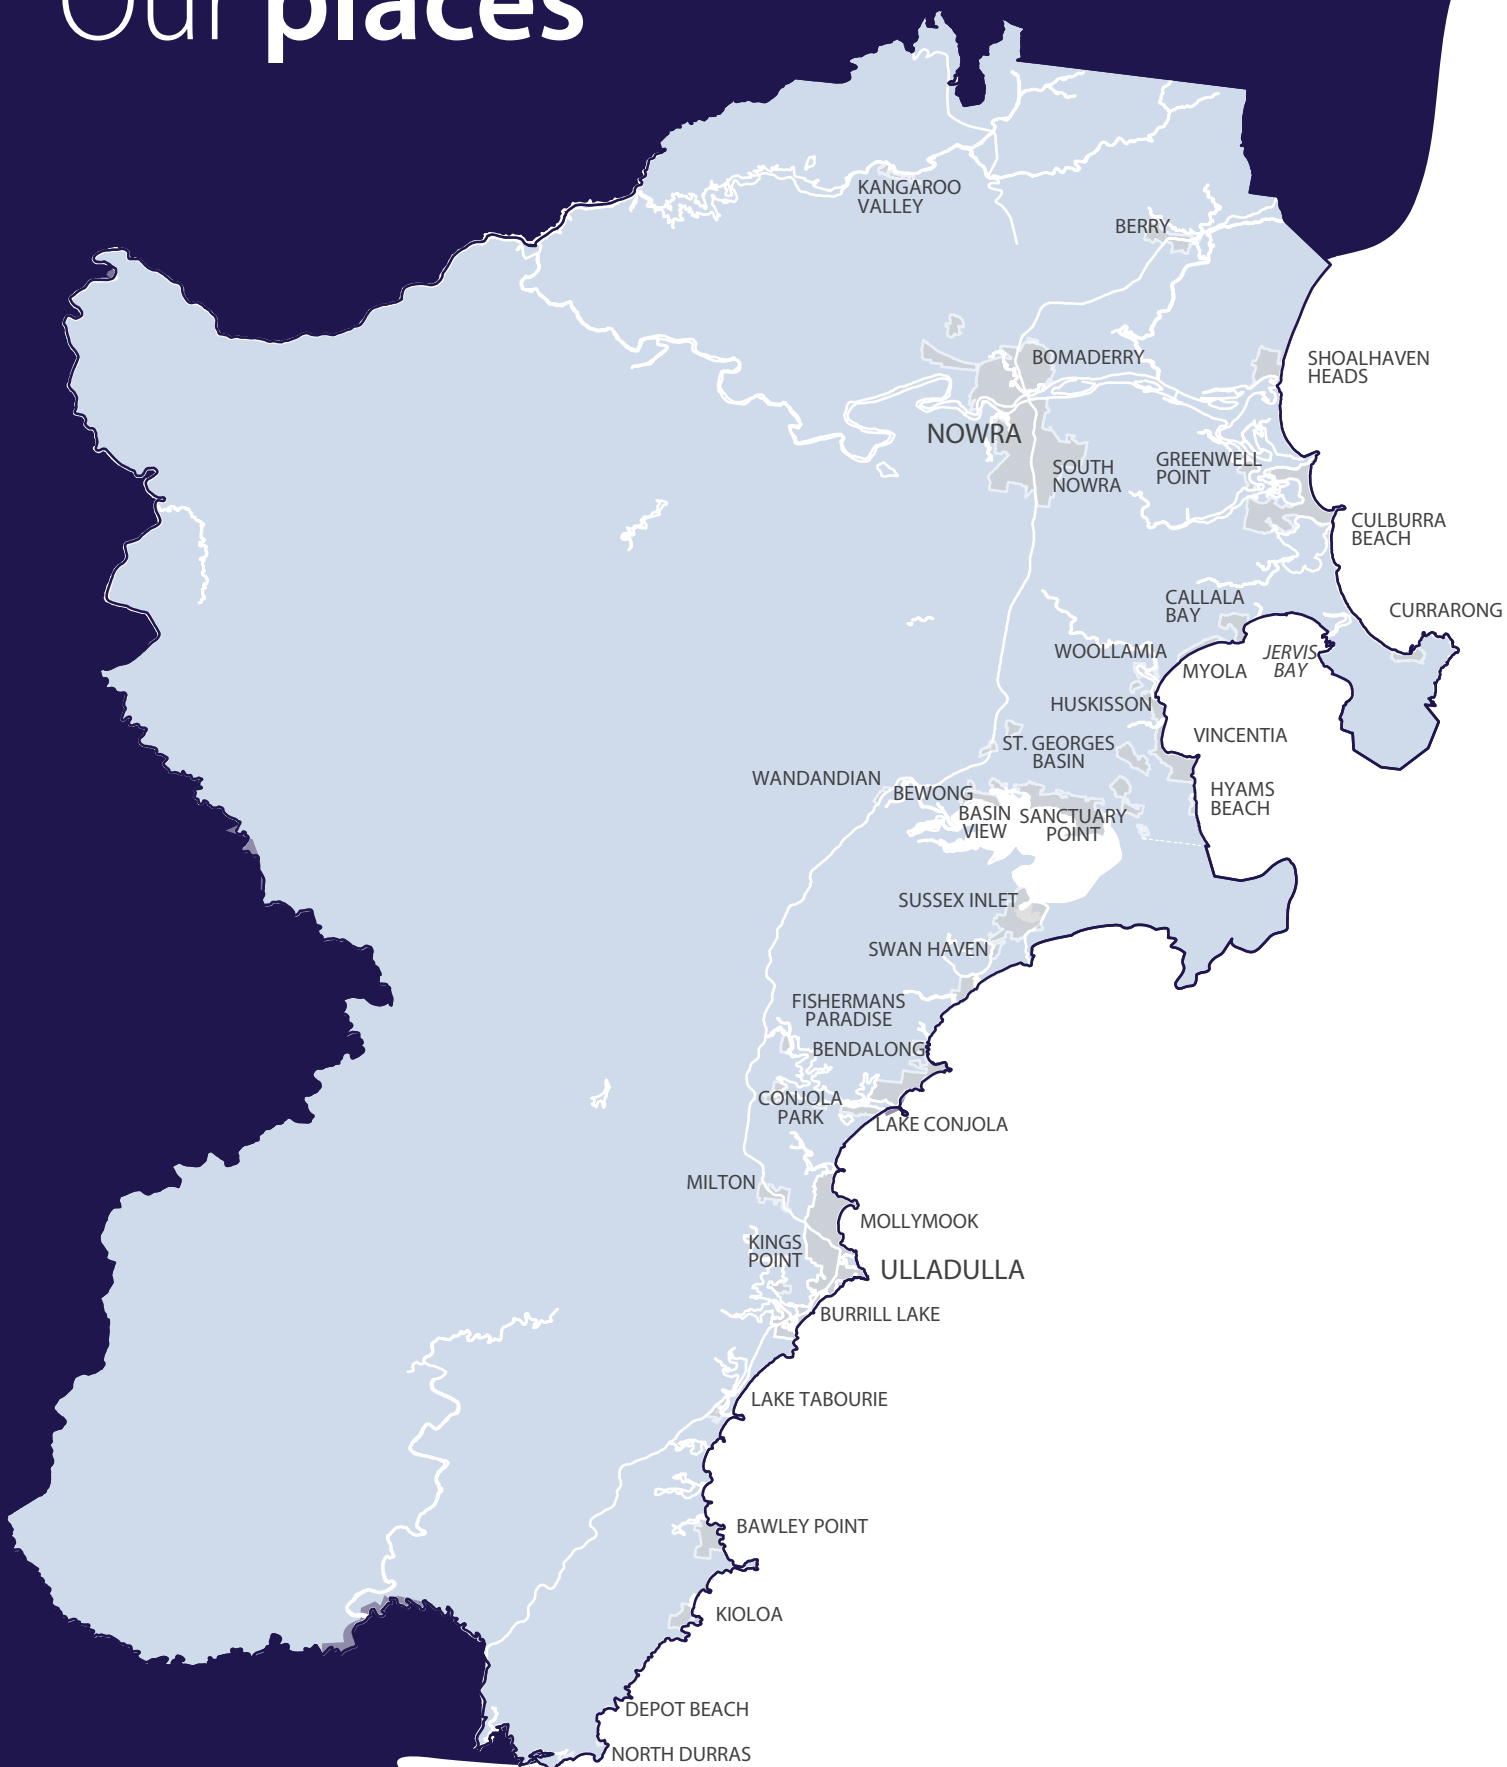 Our places
KANGAROO
VALLEY
BERRY
BOMADERRY
SHOALHAVEN
HEADS
NOWRA
SOUTH
NOWRA
GREENWELL
POINT
CULBURRA
BEACH
CALLALA
BAY
CURRARONG
WOOLLAMIA
MYOLA
JERVIS
BAY
HUSKISSON
VINCENTIA
ST. GEORGES
BASIN
WANDANDIAN
BEWONG
HYAMS
BEACH
BASIN
VIEW
SANCTUARY
POINT
SUSSEX INLET
SWAN HAVEN
FISHERMANS
PARADISE
BENDALONG
CONJOLA
PARK
LAKE CONJOLA
MILTON
MOLLYMOOK
KINGS
POINT
ULLADULLA
BURRILL LAKE
LAKE TABOURIE
BAWLEY POINT
KIOLOA
DEPOT BEACH
NORTH DURRAS